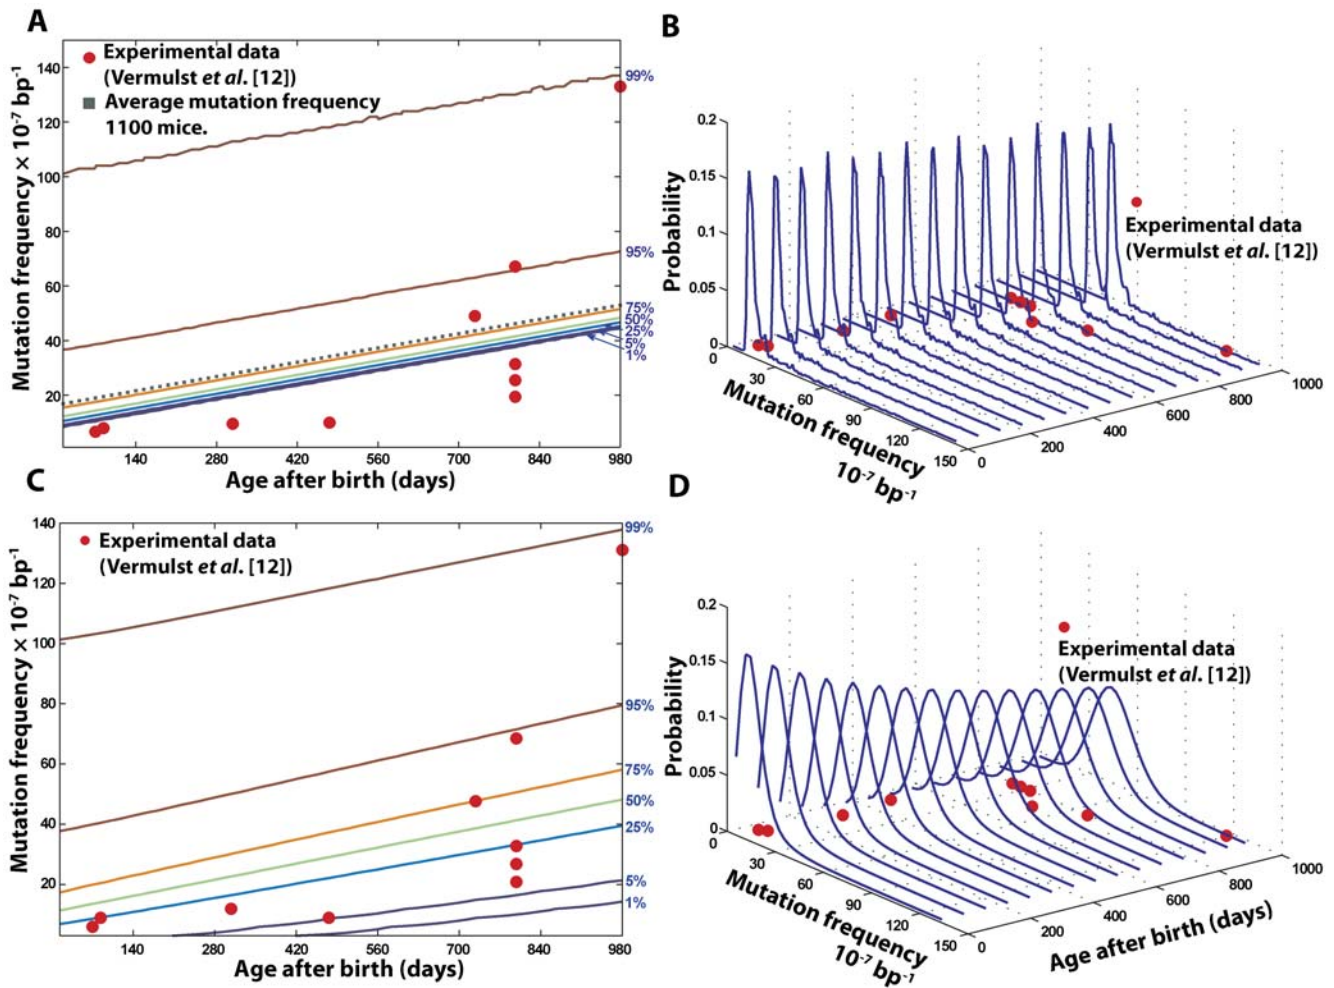 A
Experimental data
(Vermulst et al. [12])
Average mutation frequency
1100 mice.
Mutation frequency × 10⁻⁷ bp⁻¹
140
120
100
80
60
40
20
99%
95%
75%
50%
25%
5%
1%
140 280 420 560 700 840 980
Age after birth (days)
B
Probability
0.2
0.15
0.1
0.05
0
Experimental data
(Vermulst et al. [12])
0 30 60 90 120 150
Mutation frequency
10⁻⁷ bp⁻¹
0 200 400 600 800 1000
C
Experimental data
(Vermulst et al. [12])
Mutation frequency × 10⁻⁷ bp⁻¹
140
120
100
80
60
40
20
99%
95%
75%
50%
25%
5%
1%
140 280 420 560 700 840 980
Age after birth (days)
D
Probability
0.2
0.15
0.1
0.05
0
Experimental data
(Vermulst et al. [12])
0 30 60 90 120 150
Mutation frequency
10⁻⁷ bp⁻¹
0 200 400 600 800 1000
Age after birth (days)